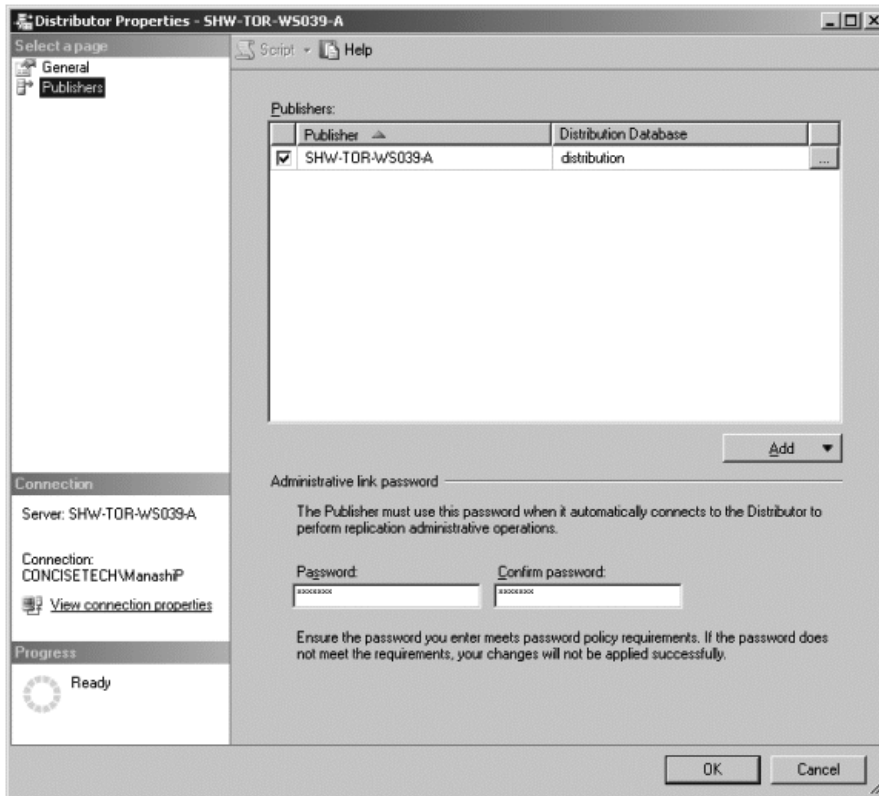 Distributor Properties - SHW-TOR-WS039-A
Select a page
General
Publishers
Script
Help
Publishers:
Publisher
Distribution Database
SHW-TOR-WS039-A
distribution
...
Add
Administrative link password
The Publisher must use this password when it automatically connects to the Distributor to
perform replication administrative operations.
Password:
Confirm password:
********
********
Ensure the password you enter meets password policy requirements. If the password does
not meet the requirements, your changes will not be applied successfully.
Connection
Server: SHW-TOR-WS039-A
Connection:
CONCISETECH\ManashiP
View connection properties
Progress
Ready
OK
Cancel